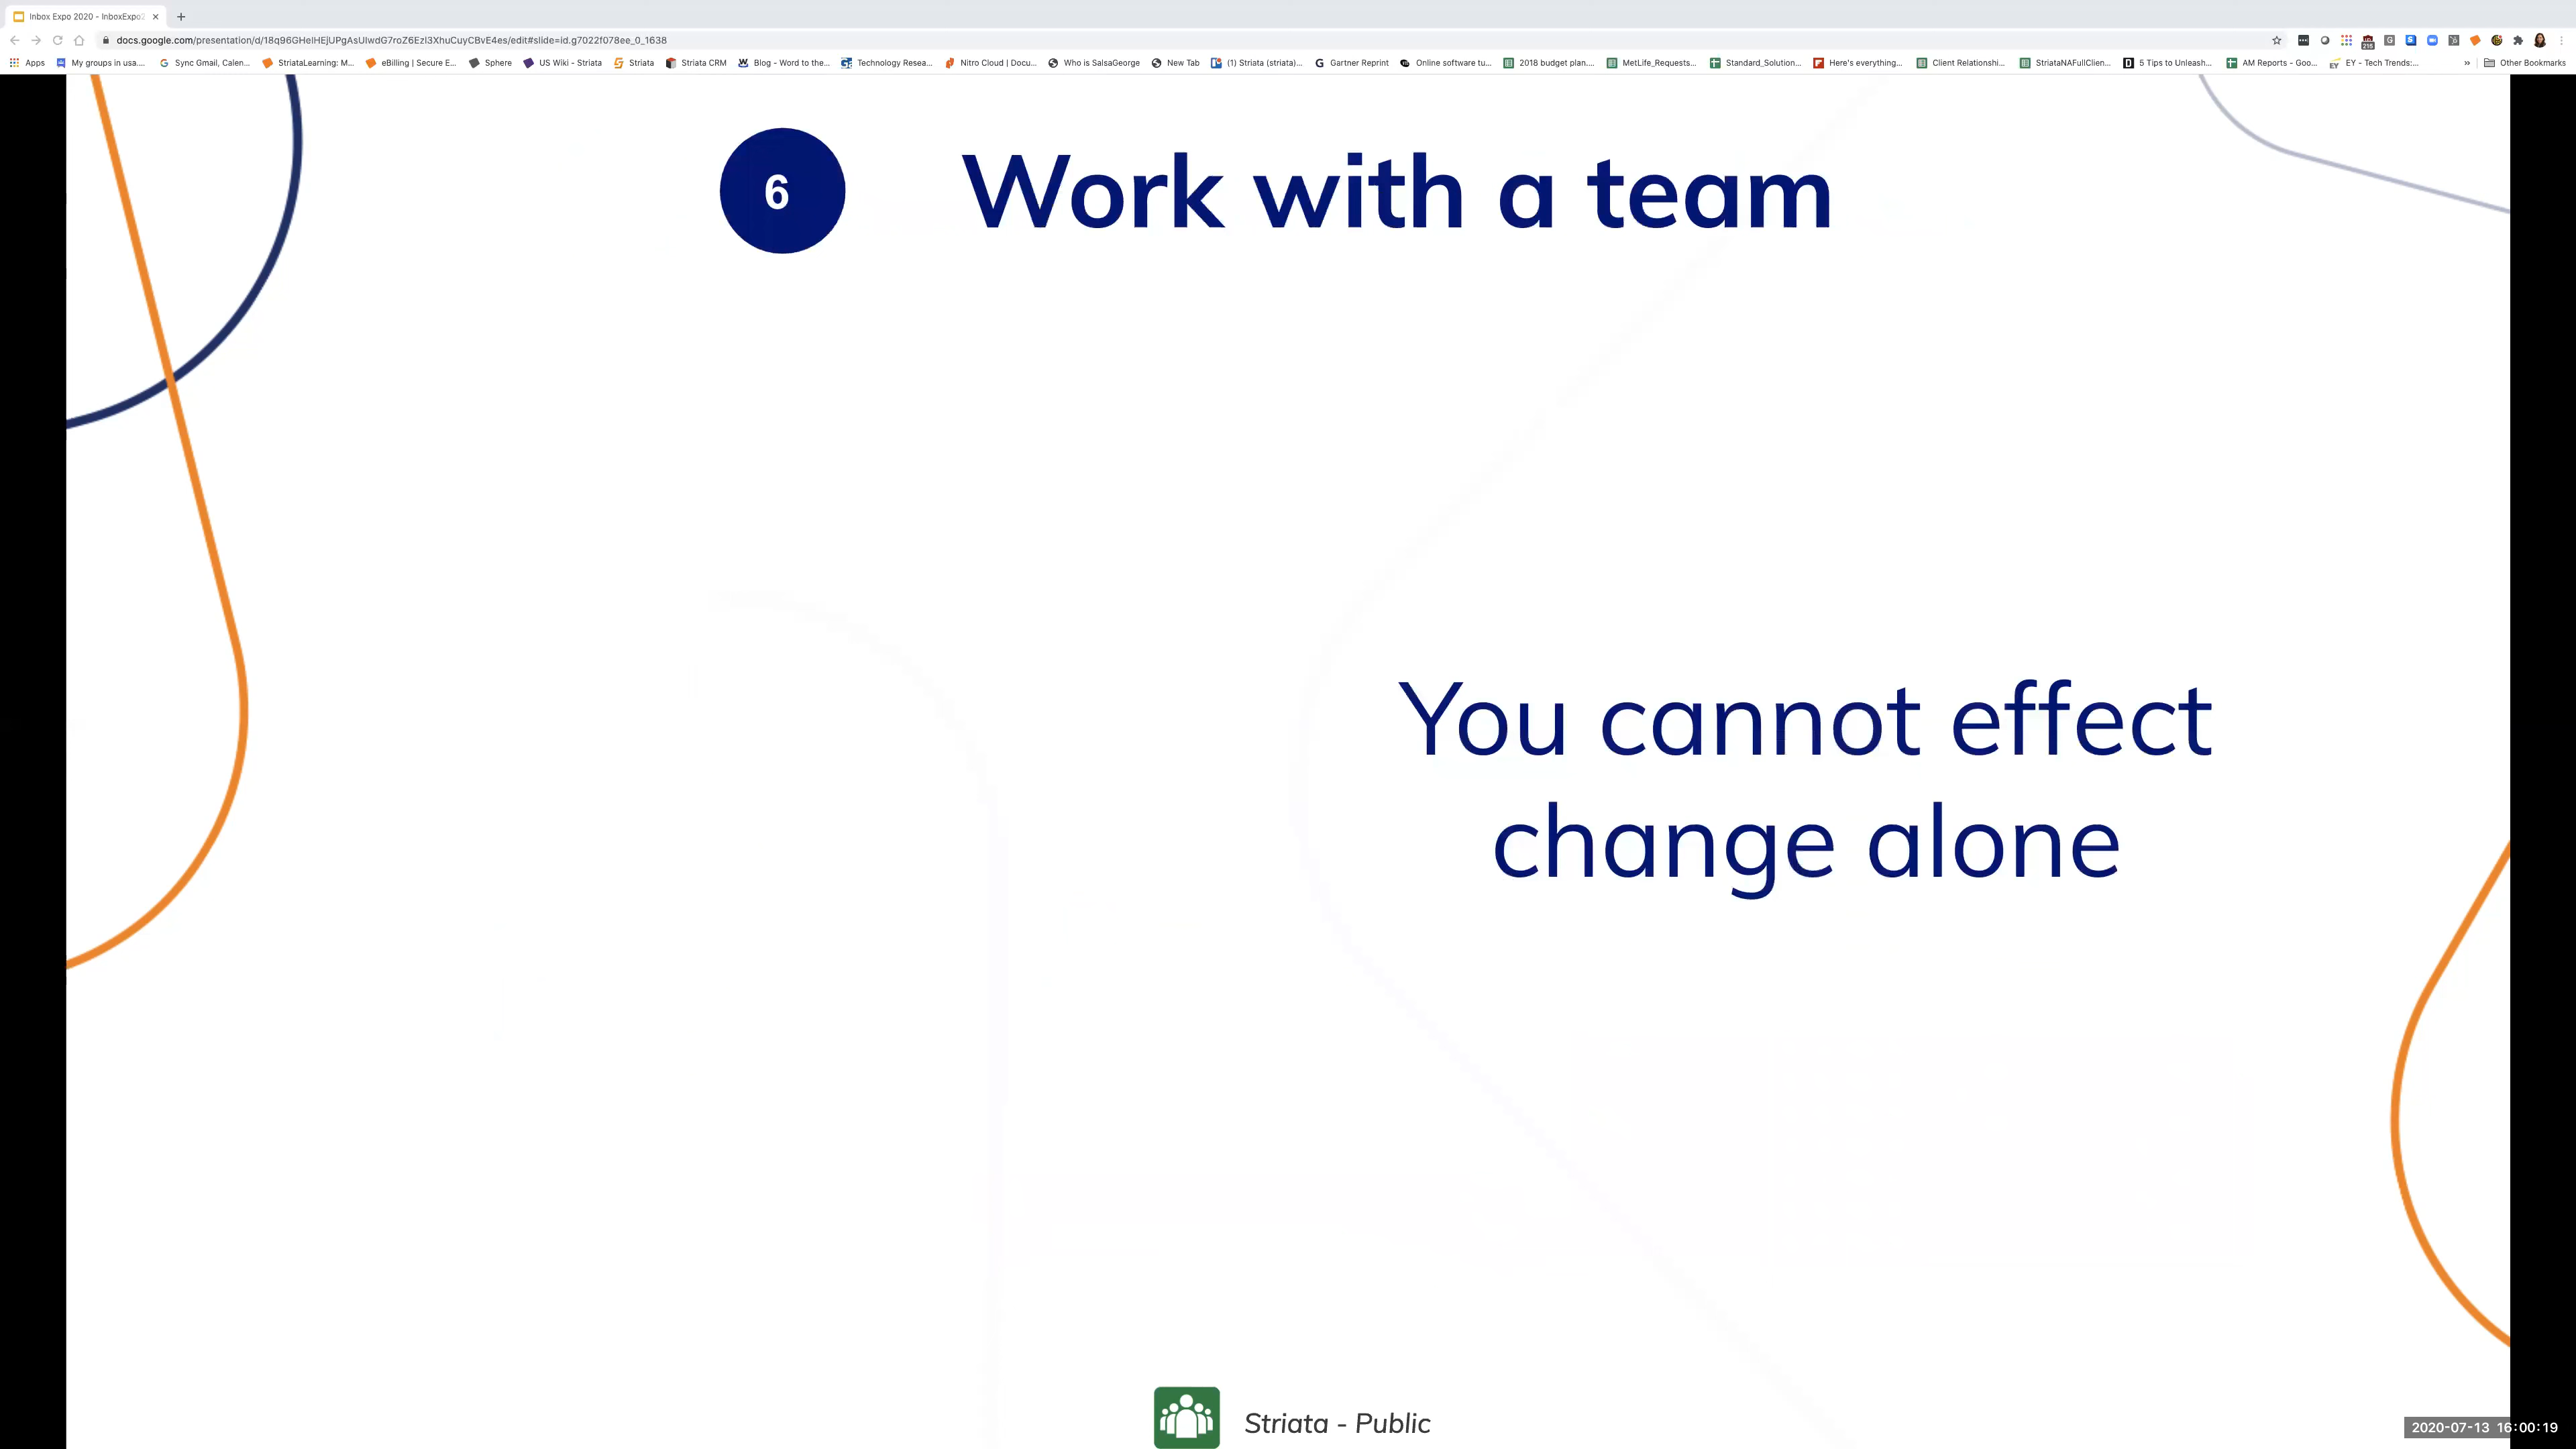 Inbox Expo 2020 - InboxExpo2
docs.google.com/presentation/d/18q96GHelHEjUPgAsUlwdG7roZ6Ezl3XhuCuyCBvE4es/edit#slide=id.g7022f078ee_0_1638
Apps My groups in usa.... Sync Gmail, Calen... StriataLearning: M... eBilling | Secure E... Sphere US Wiki - Striata Striata Striata CRM Blog - Word to the... Technology Resea... Nitro Cloud | Docu... Who is SalsaGeorge New Tab (1) Striata (striata)... Gartner Reprint Online software tu... 2018 budget plan.... MetLife_Requests... Standard_Solution... Here's everything... Client Relationshi... StriataNAFullClien... 5 Tips to Unleash... AM Reports - Goo... EY - Tech Trends:... » Other Bookmarks
6 Work with a team
You cannot effect
change alone
Striata - Public
2020-07-13 16:00:19